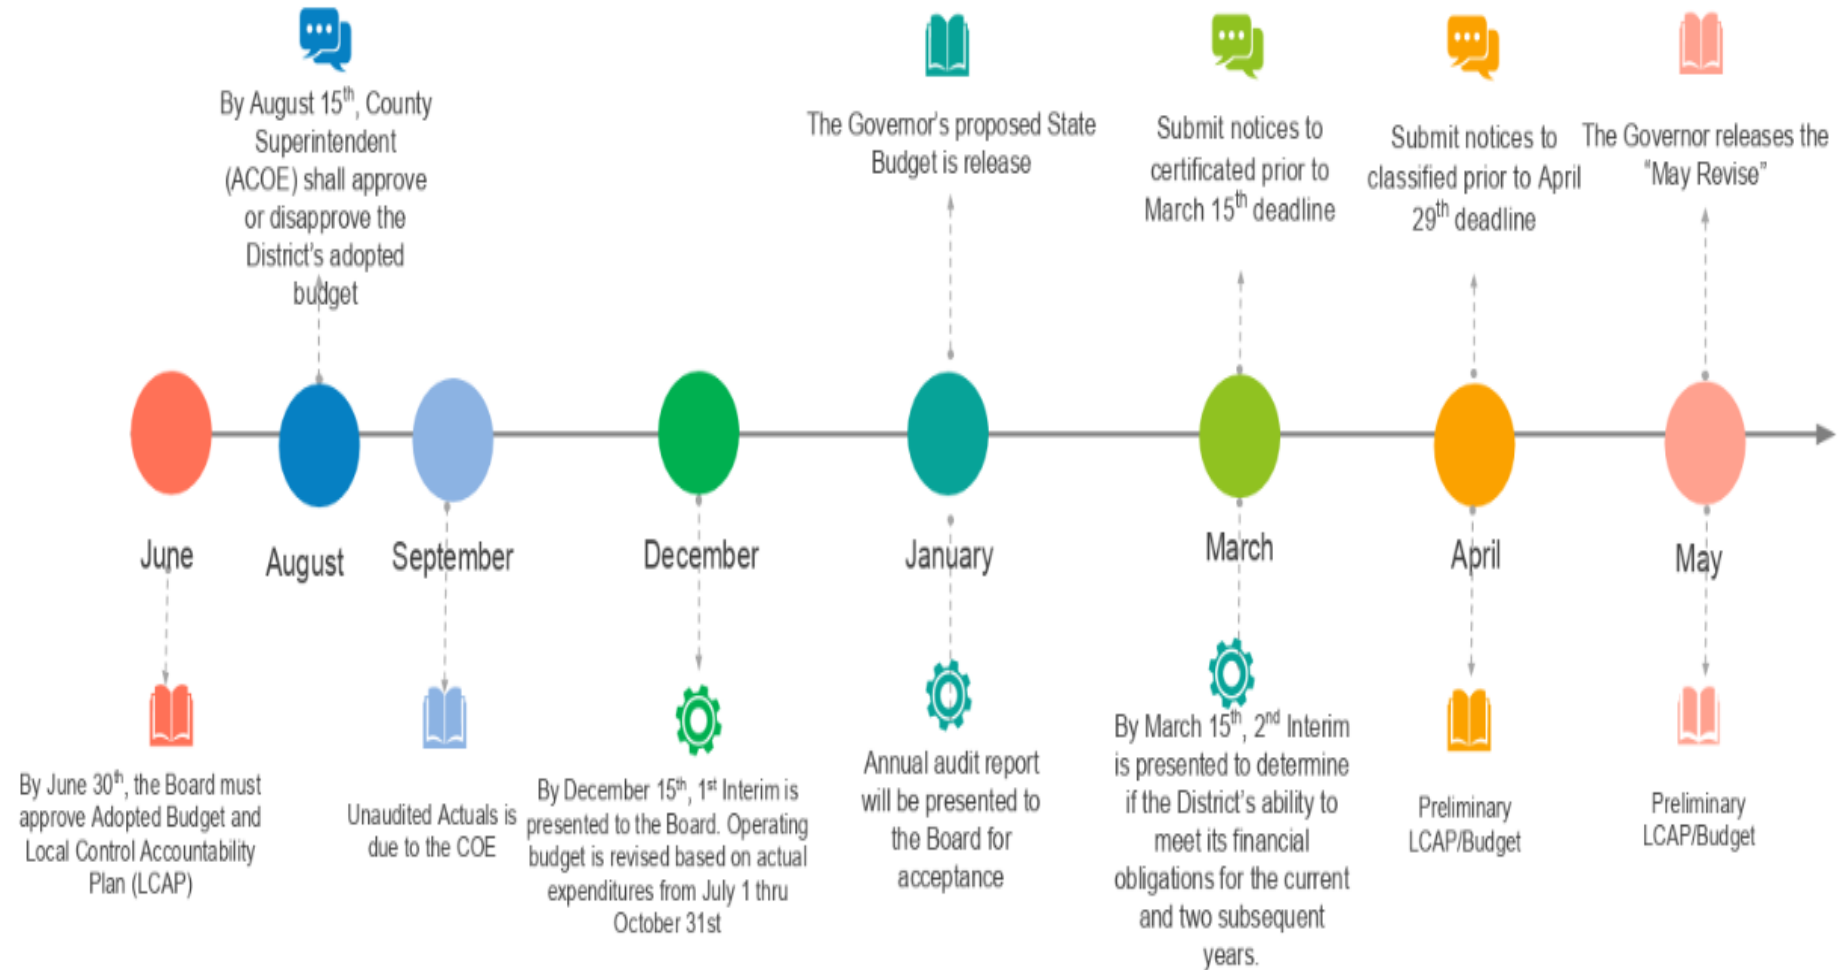 By August 15th, County
Superintendent
(ACOE) shall approve
or disapprove the
District's adopted
budget
The Governor's proposed State
Budget is release
Submit notices to
certificated prior to
March 15th deadline
Submit notices to
classified prior to April
29th deadline
The Governor releases the
“May Revise”
June
August
September
December
January
March
April
May
By June 30th, the Board must
approve Adopted Budget and
Local Control Accountability
Plan (LCAP)
Unaudited Actuals is
due to the COE
By December 15th, 1st Interim is
presented to the Board. Operating
budget is revised based on actual
expenditures from July 1 thru
October 31st
Annual audit report
will be presented to
the Board for
acceptance
By March 15th, 2nd Interim
is presented to determine
if the District's ability to
meet its financial
obligations for the current
and two subsequent
years.
Preliminary
LCAP/Budget
Preliminary
LCAP/Budget